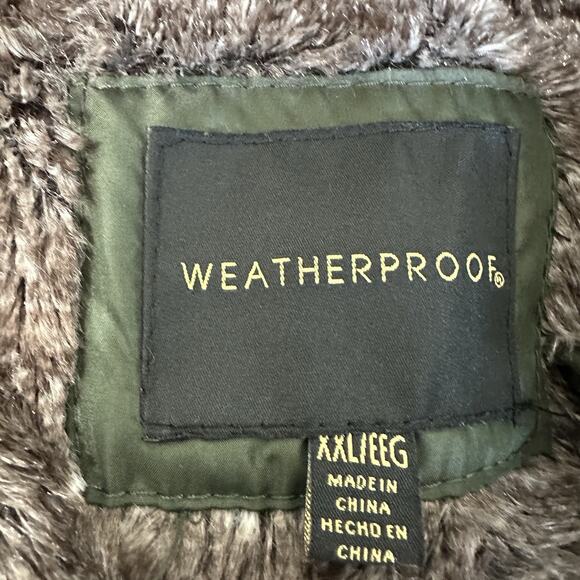 WEATHERPROOF®
XXL/EEG
MADE IN
CHINA
HECHO EN
CHINA